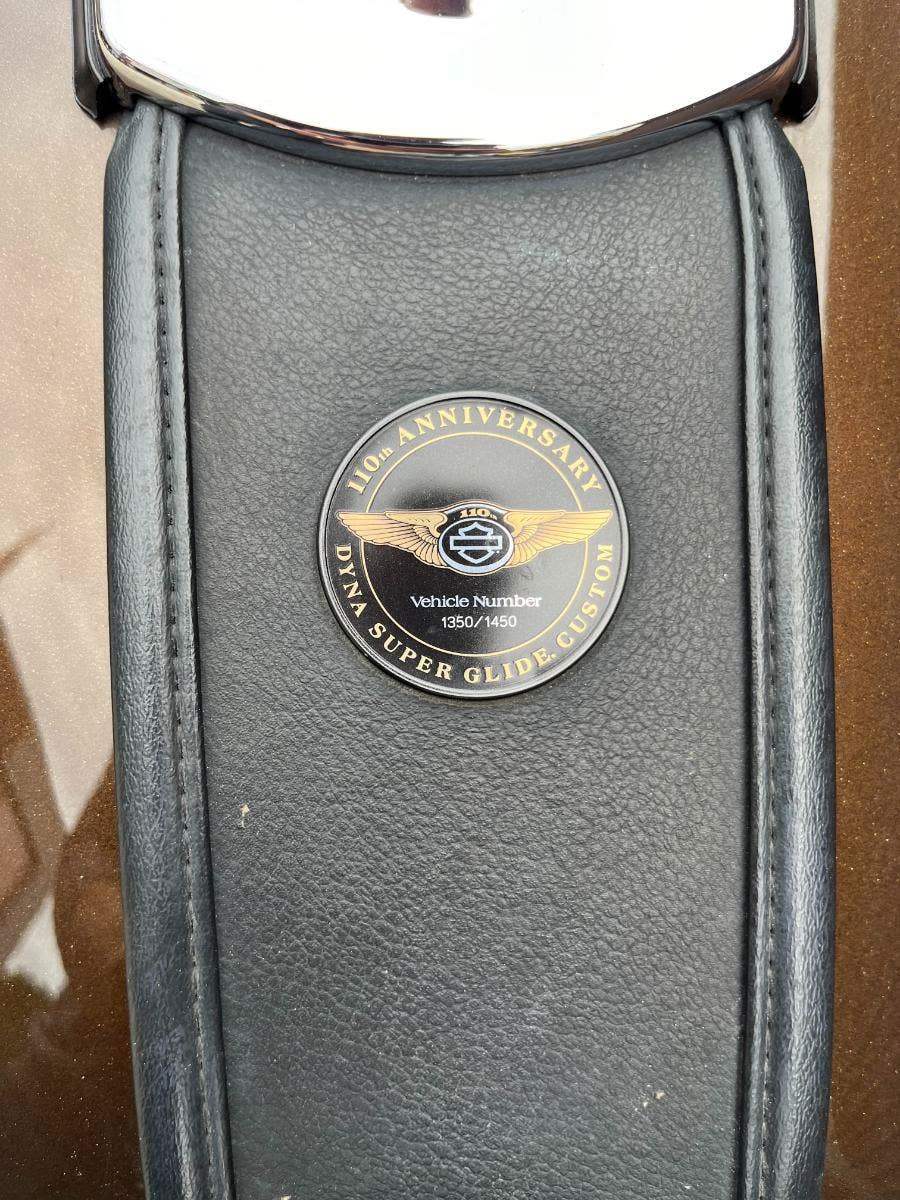 110th ANNIVERSARY
110TH
Vehicle Number
1350/1450
DYNA SUPER GLIDE. CUSTOM